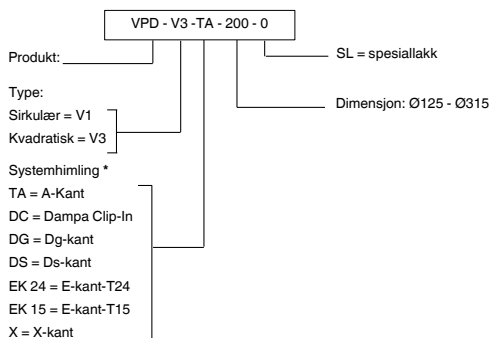 VPD - V3 -TA - 200 - 0
Produkt:
SL = spesiallakk
Type:
Sirkulær = V1
Kvadratisk = V3
Dimensjon: Ø125 - Ø315
Systemhimling *
TA = A-Kant
DC = Dampa Clip-In
DG = Dg-kant
DS = Ds-kant
EK 24 = E-kant-T24
EK 15 = E-kant-T15
X = X-kant